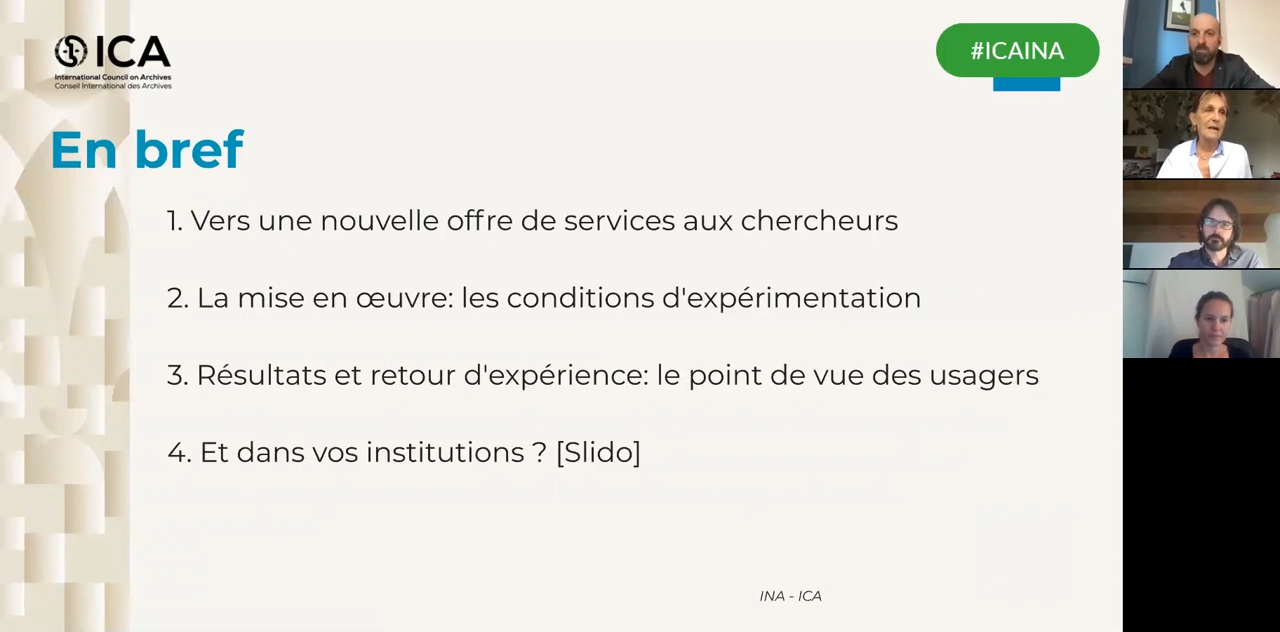 ICA
International Council on Archives
Conseil International des Archives
#ICAINA
En bref
1. Vers une nouvelle offre de services aux chercheurs
2. La mise en œuvre: les conditions d'expérimentation
3. Résultats et retour d'expérience: le point de vue des usagers
4. Et dans vos institutions ? [Slido]
INA - ICA